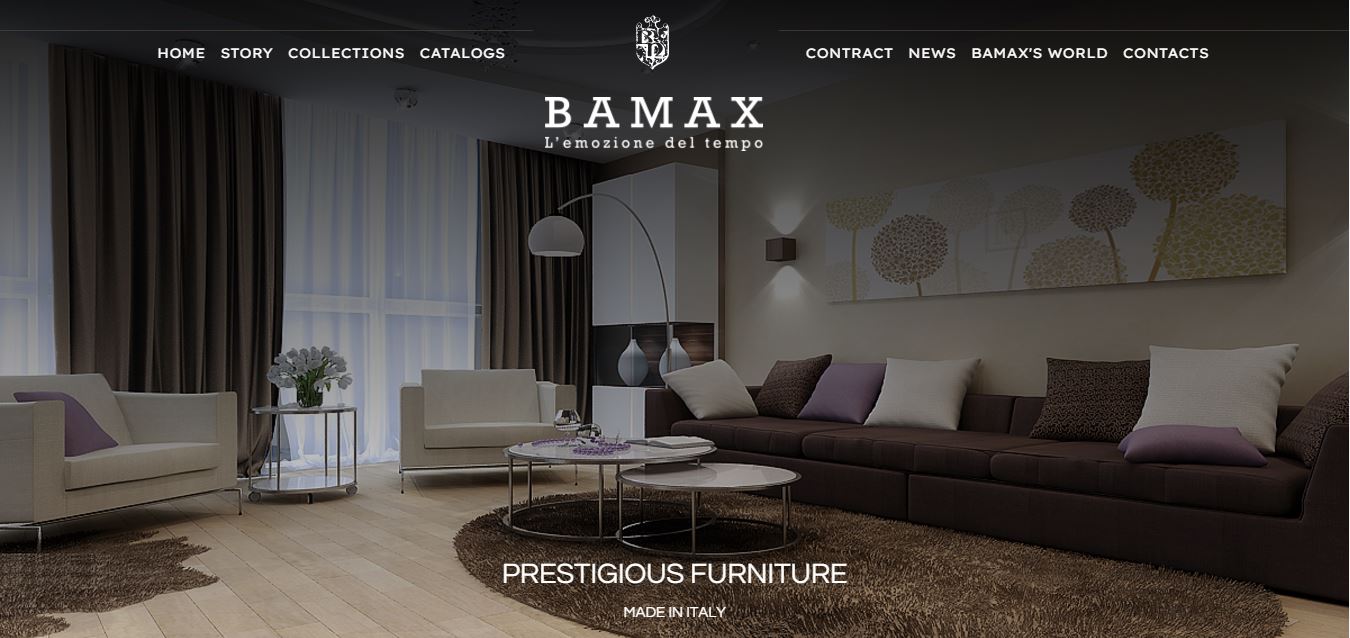 HOME STORY COLLECTIONS CATALOGS
CONTRACT NEWS BAMAX'S WORLD CONTACTS
BAMAX
L'emozione del tempo
PRESTIGIOUS FURNITURE
MADE IN ITALY